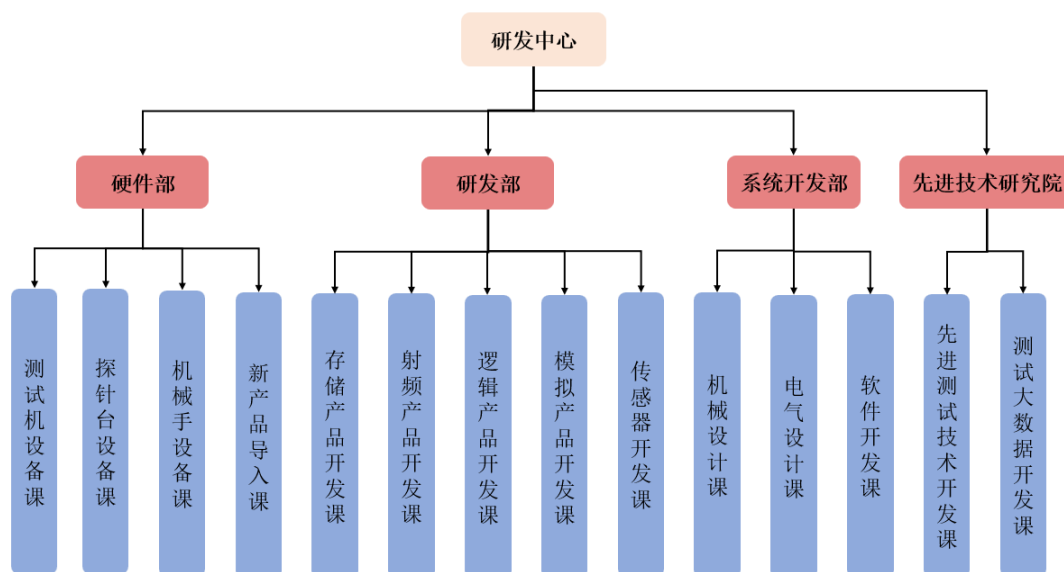 研发中心
硬件部
研发部
系统开发部
先进技术研究院
测试机设备课
探针台设备课
机械手设备课
新产品导入课
存储产品开发课
射频产品开发课
逻辑产品开发课
模拟产品开发课
传感器开发课
机械设计课
电气设计课
软件开发课
先进测试技术开发课
测试大数据开发课